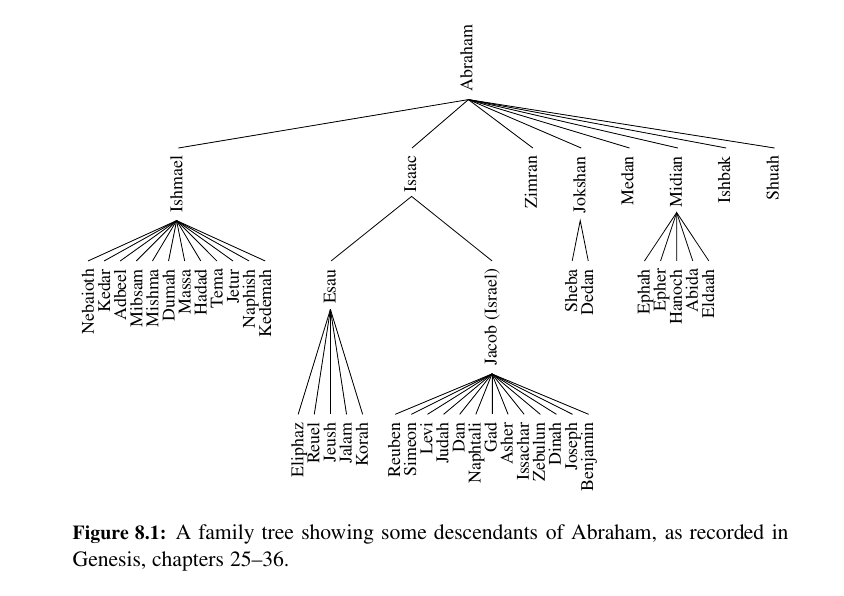 Abraham
Ishmael
Isaac
Zimran
Jokshan
Medan
Midian
Ishbak
Shuah
Nebaioth
Kedar
Adbeel
Mibsam
Mishma
Dumah
Massa
Hadad
Tema
Jetur
Naphish
Kedemah
Esau
Jacob (Israel)
Sheba
Dedan
Ephah
Epher
Hanoch
Abida
Eldaah
Eliphaz
Reuel
Jeush
Jalam
Korah
Reuben
Simeon
Levi
Judah
Dan
Naphtali
Gad
Asher
Issachar
Zebulun
Dinah
Joseph
Benjamin
Figure 8.1: A family tree showing some descendants of Abraham, as recorded in
Genesis, chapters 25–36.